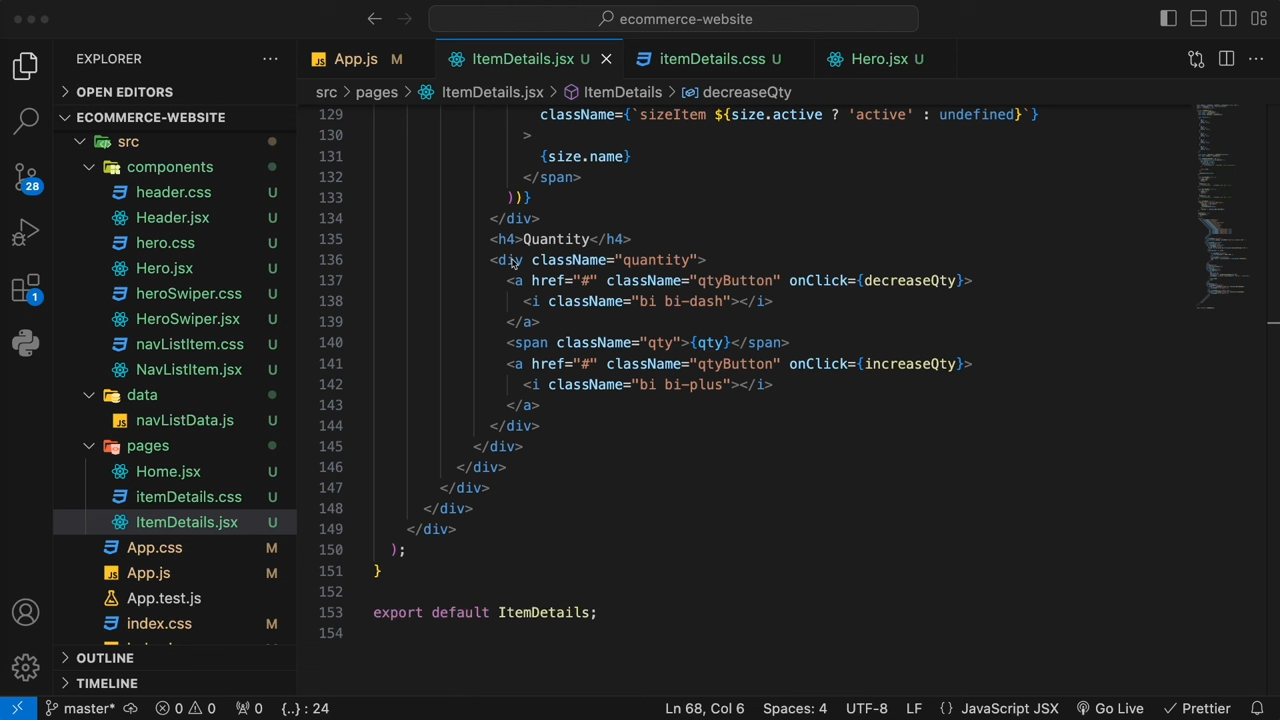 ecommerce-website
EXPLORER
OPEN EDITORS
ECOMMERCE-WEBSITE
src
components
header.css U
Header.jsx U
hero.css U
Hero.jsx U
heroSwiper.css U
HeroSwiper.jsx U
navListItem.css U
NavListItem.jsx U
data
navListData.js U
pages
Home.jsx U
itemDetails.css U
ItemDetails.jsx U
App.css M
App.js M
App.test.js
index.css M
OUTLINE
TIMELINE
28
1
App.js M
ItemDetails.jsx U
itemDetails.css U
Hero.jsx U
src > pages > ItemDetails.jsx > ItemDetails > decreaseQty
129 className={`sizeItem ${size.active ? 'active' : undefined}`}
130 >
131 {size.name}
132 </span>
133 ))}
134 </div>
135 <h4>Quantity</h4>
136 <div className="quantity">
137 <a href="#" className="qtyButton" onClick={decreaseQty}>
138 <i className="bi bi-dash"></i>
139 </a>
140 <span className="qty">{qty}</span>
141 <a href="#" className="qtyButton" onClick={increaseQty}>
142 <i className="bi bi-plus"></i>
143 </a>
144 </div>
145 </div>
146 </div>
147 </div>
148 </div>
149 </div>
150 );
151 }
152
153 export default ItemDetails;
154
master* 0 0 0 {..} : 24 Ln 68, Col 6 Spaces: 4 UTF-8 LF {} JavaScript JSX Go Live Prettier